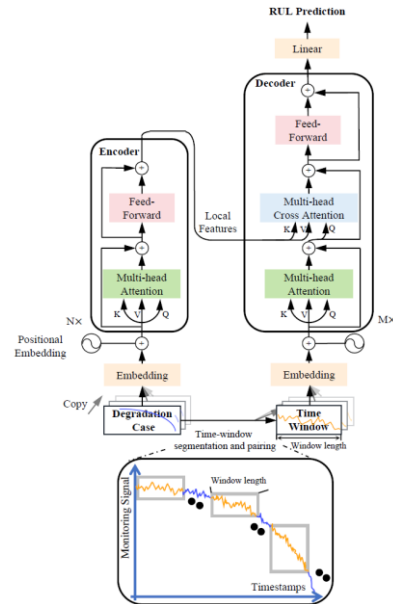 RUL Prediction
Linear
Decoder
Feed-
Forward
Multi-head
Cross Attention
K
V
Q
Multi-head
Attention
K
V
Q
M×
Embedding
Time
Window
Window length
Encoder
Feed-
Forward
Multi-head
Attention
K
V
Q
N×
Local
Features
Positional
Embedding
Embedding
Copy
Degradation
Case
Time-window
segmentation and pairing
Window length
Monitoring Signal
Timestamps